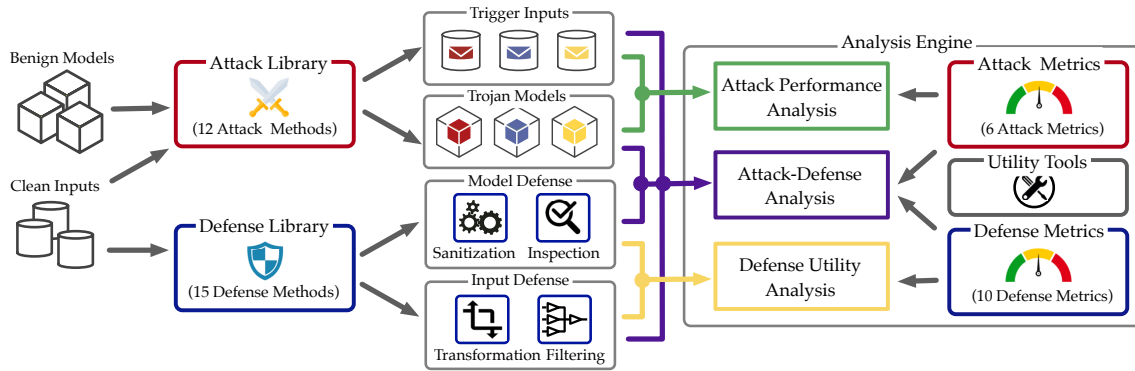 Benign Models
Clean Inputs
Attack Library
(12 Attack Methods)
Defense Library
(15 Defense Methods)
Trigger Inputs
Trojan Models
Model Defense
Sanitization
Inspection
Input Defense
Transformation
Filtering
Analysis Engine
Attack Performance
Analysis
Attack-Defense
Analysis
Defense Utility
Analysis
Attack Metrics
(6 Attack Metrics)
Utility Tools
Defense Metrics
(10 Defense Metrics)